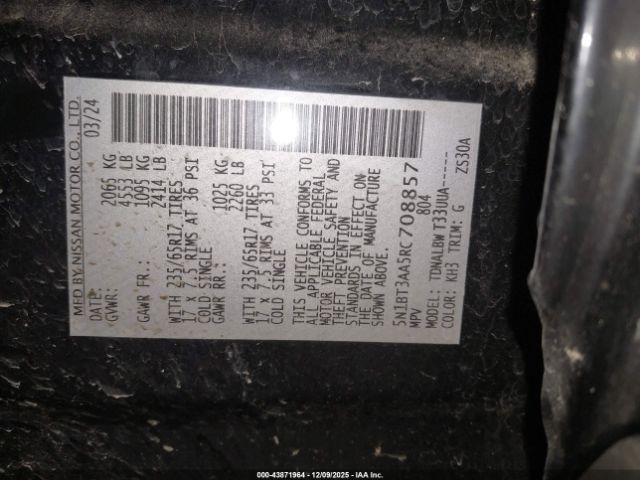 MFD BY NISSAN MOTOR CO., LTD.
DATE: 03/24
GVWR: 2065 KG
4553 LB
GAWR FR.: 1095 KG
2414 LB
WITH 235/65R17 TIRES
17 x 7.5 RIMS AT 36 PSI
COLD SINGLE
GAWR RR.: 1025 KG
2260 LB
WITH 235/65R17 TIRES
17 x 7.5 RIMS AT 33 PSI
COLD SINGLE
THIS VEHICLE CONFORMS TO
ALL APPLICABLE FEDERAL
MOTOR VEHICLE SAFETY AND
THEFT PREVENTION
STANDARDS IN EFFECT ON
THE DATE OF MANUFACTURE
SHOWN ABOVE.
5N1BT3AA5RC708857
MPV 804
MODEL: TDNALBW T33UUA-----
COLOR: KH3 TRIM: G ZS30A
000-43871964 | 12/09/2025 | IAA Inc.